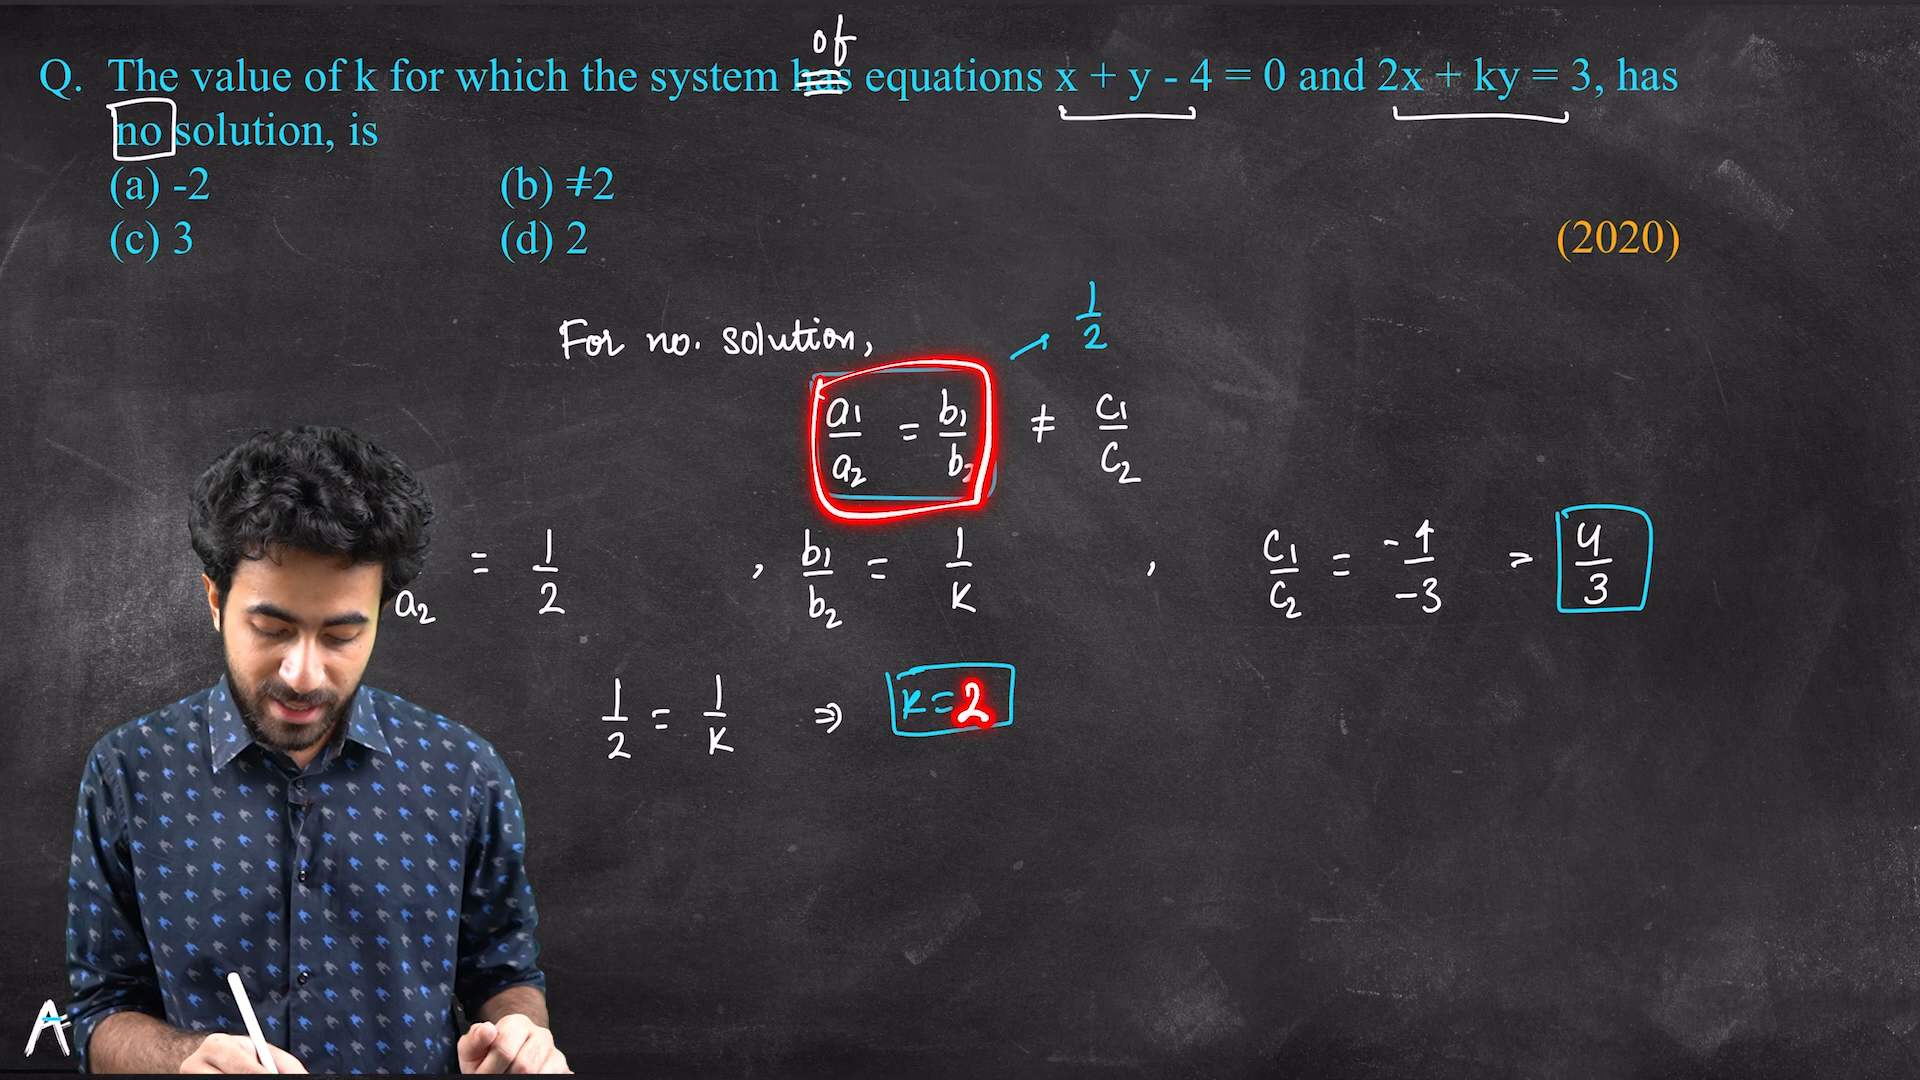 of
Q. The value of k for which the system has equations x + y - 4 = 0 and 2x + ky = 3, has
no solution, is
(a) -2 (b) ≠2
(c) 3 (d) 2 (2020)
For no. solution, 1/2
a1/a2 = b1/b2 ≠ c1/c2
a2 = 1/2 , b1/b2 = 1/K , C1/C2 = -4/-3 = 4/3
1/2 = 1/K ⇒ K=2
A